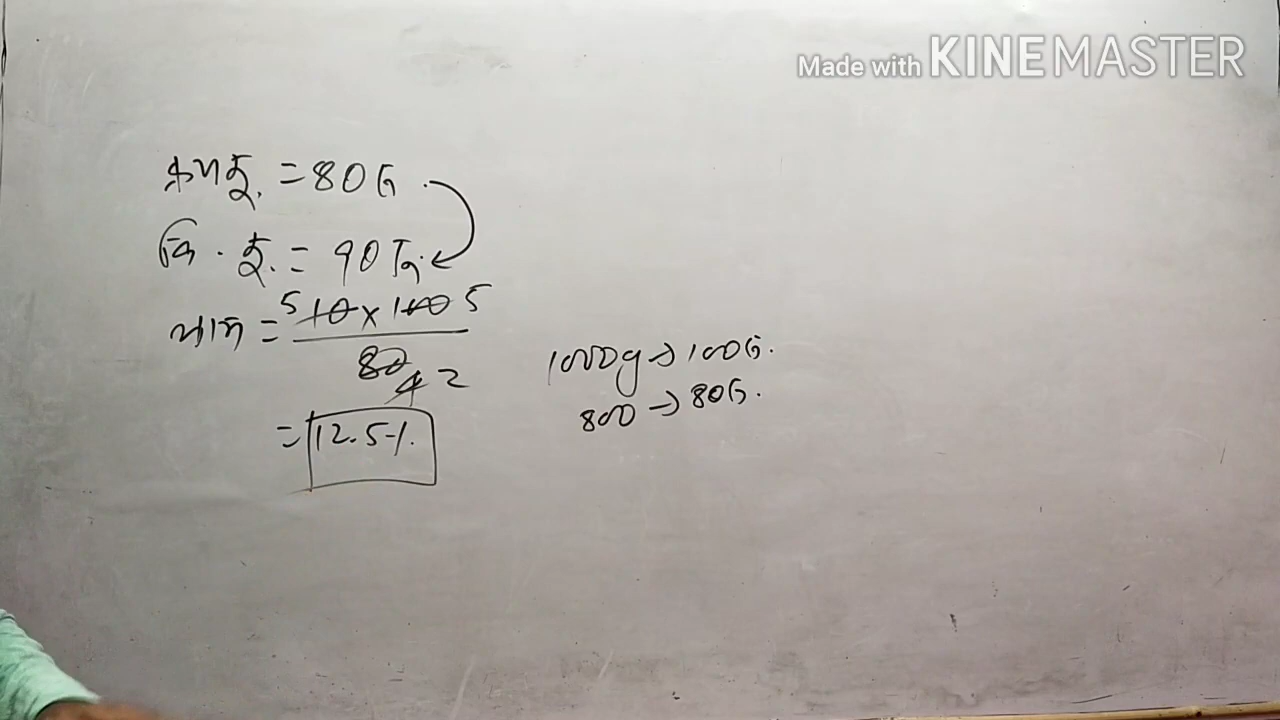 Made with KINEMASTER
ক্রয়মূ. = 80 টা
বি. মূ. = 90 টা.
লাভ = 5 10 x 100 5
80 4 2
= 12.5%.
1000g → 100 টা.
800 → 80 টা.